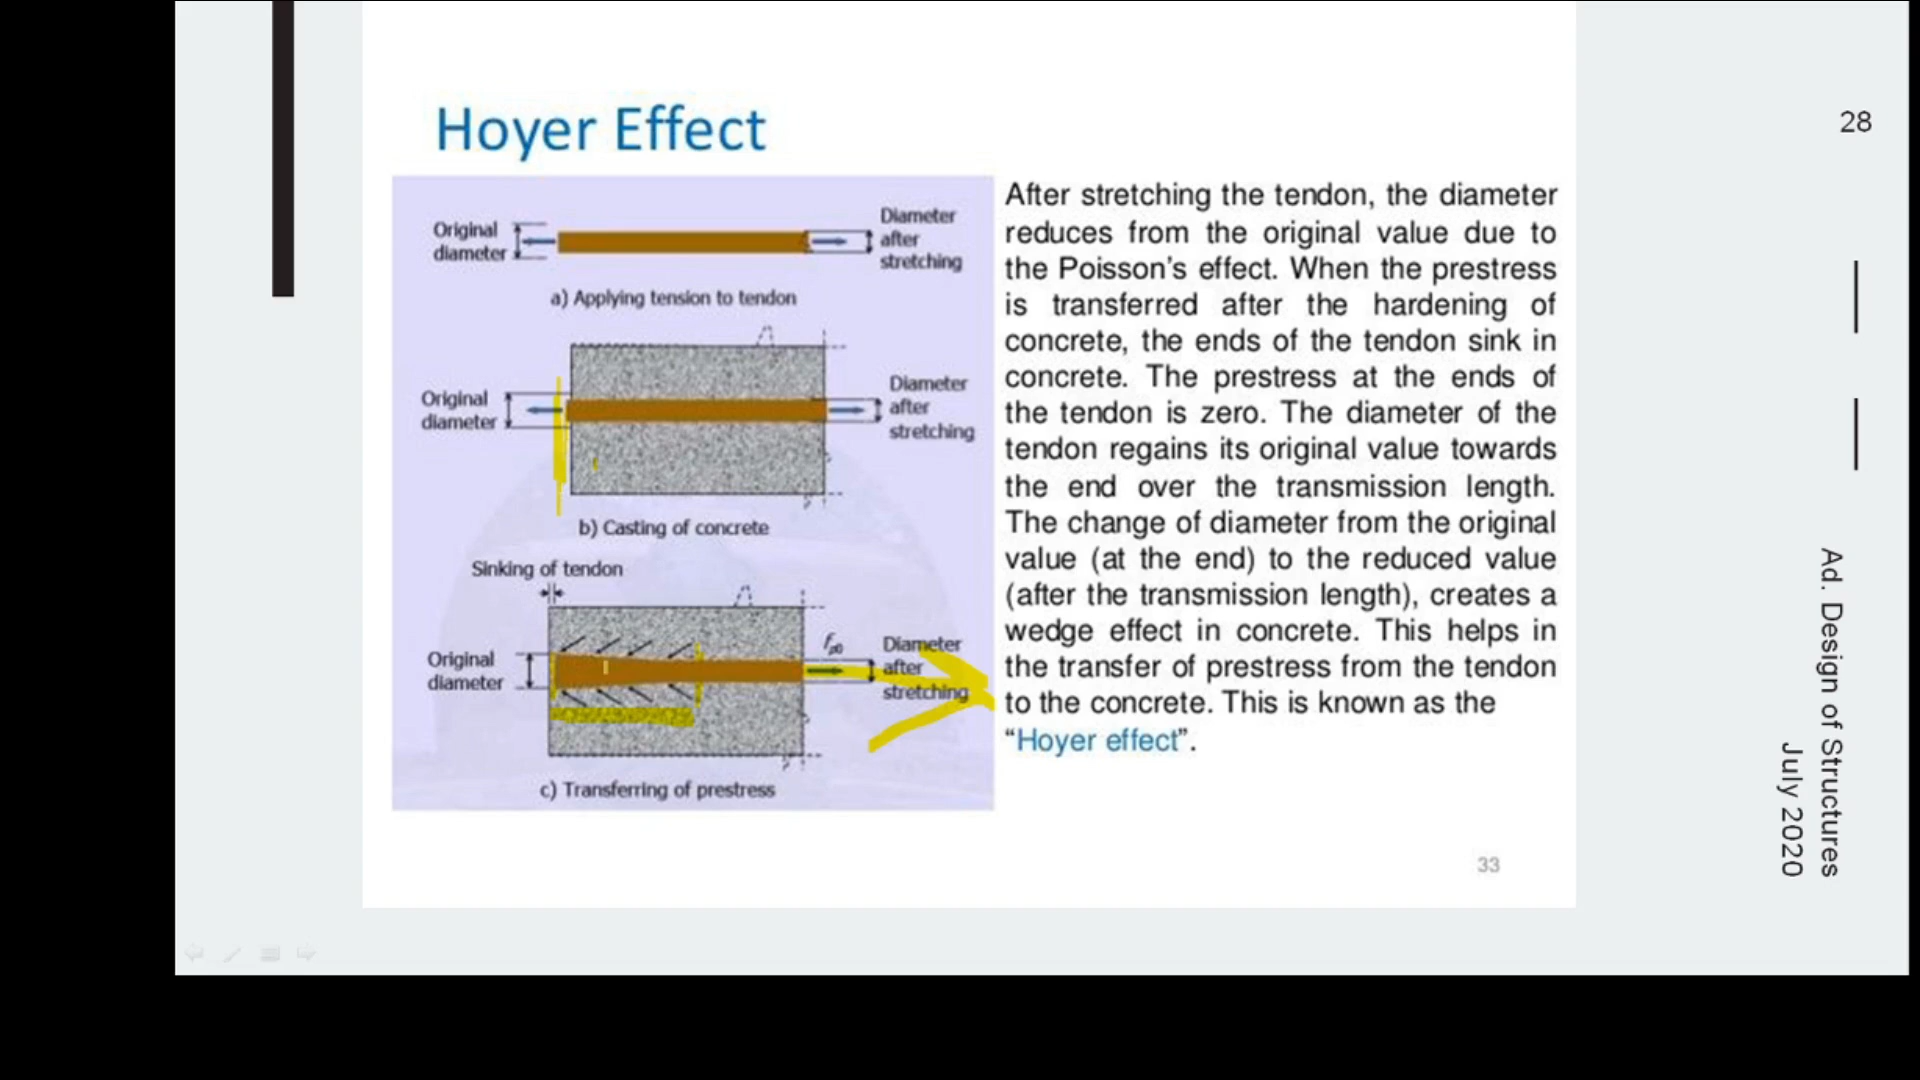 Hoyer Effect
28
Original
diameter
Diameter
after
stretching
a) Applying tension to tendon
Original
diameter
Diameter
after
stretching
b) Casting of concrete
Sinking of tendon
Original
diameter
fp0
Diameter
after
stretching
c) Transferring of prestress
After stretching the tendon, the diameter
reduces from the original value due to
the Poisson's effect. When the prestress
is transferred after the hardening of
concrete, the ends of the tendon sink in
concrete. The prestress at the ends of
the tendon is zero. The diameter of the
tendon regains its original value towards
the end over the transmission length.
The change of diameter from the original
value (at the end) to the reduced value
(after the transmission length), creates a
wedge effect in concrete. This helps in
the transfer of prestress from the tendon
to the concrete. This is known as the
“Hoyer effect”.
33
Ad. Design of Structures
July 2020